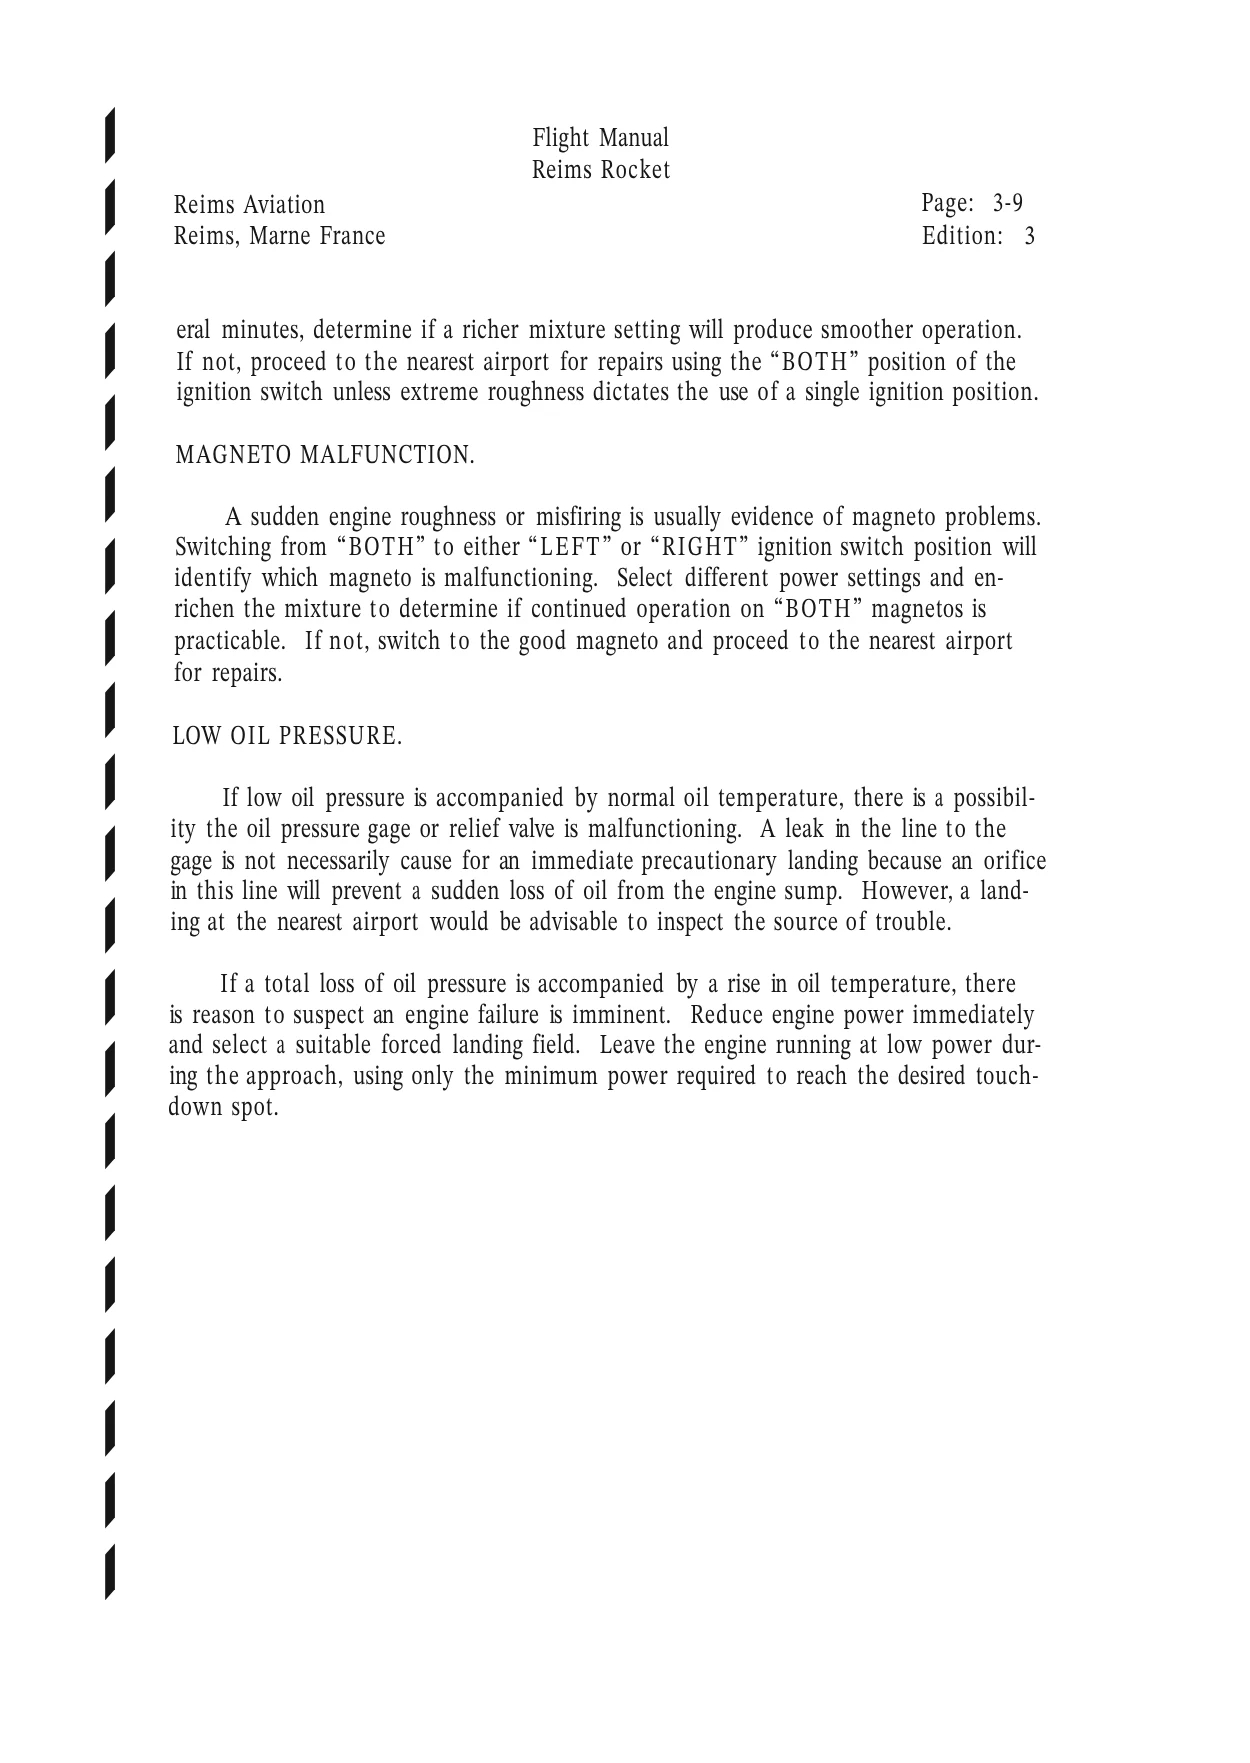 Flight Manual
Reims Rocket
Reims Aviation
Reims, Marne France
Page: 3-9
Edition: 3
eral minutes, determine if a richer mixture setting will produce smoother operation.
If not, proceed to the nearest airport for repairs using the “BOTH” position of the
ignition switch unless extreme roughness dictates the use of a single ignition position.
MAGNETO MALFUNCTION.
A sudden engine roughness or misfiring is usually evidence of magneto problems.
Switching from “BOTH” to either “LEFT” or “RIGHT” ignition switch position will
identify which magneto is malfunctioning. Select different power settings and en-
richen the mixture to determine if continued operation on “BOTH” magnetos is
practicable. If not, switch to the good magneto and proceed to the nearest airport
for repairs.
LOW OIL PRESSURE.
If low oil pressure is accompanied by normal oil temperature, there is a possibil-
ity the oil pressure gage or relief valve is malfunctioning. A leak in the line to the
gage is not necessarily cause for an immediate precautionary landing because an orifice
in this line will prevent a sudden loss of oil from the engine sump. However, a land-
ing at the nearest airport would be advisable to inspect the source of trouble.
If a total loss of oil pressure is accompanied by a rise in oil temperature, there
is reason to suspect an engine failure is imminent. Reduce engine power immediately
and select a suitable forced landing field. Leave the engine running at low power dur-
ing the approach, using only the minimum power required to reach the desired touch-
down spot.